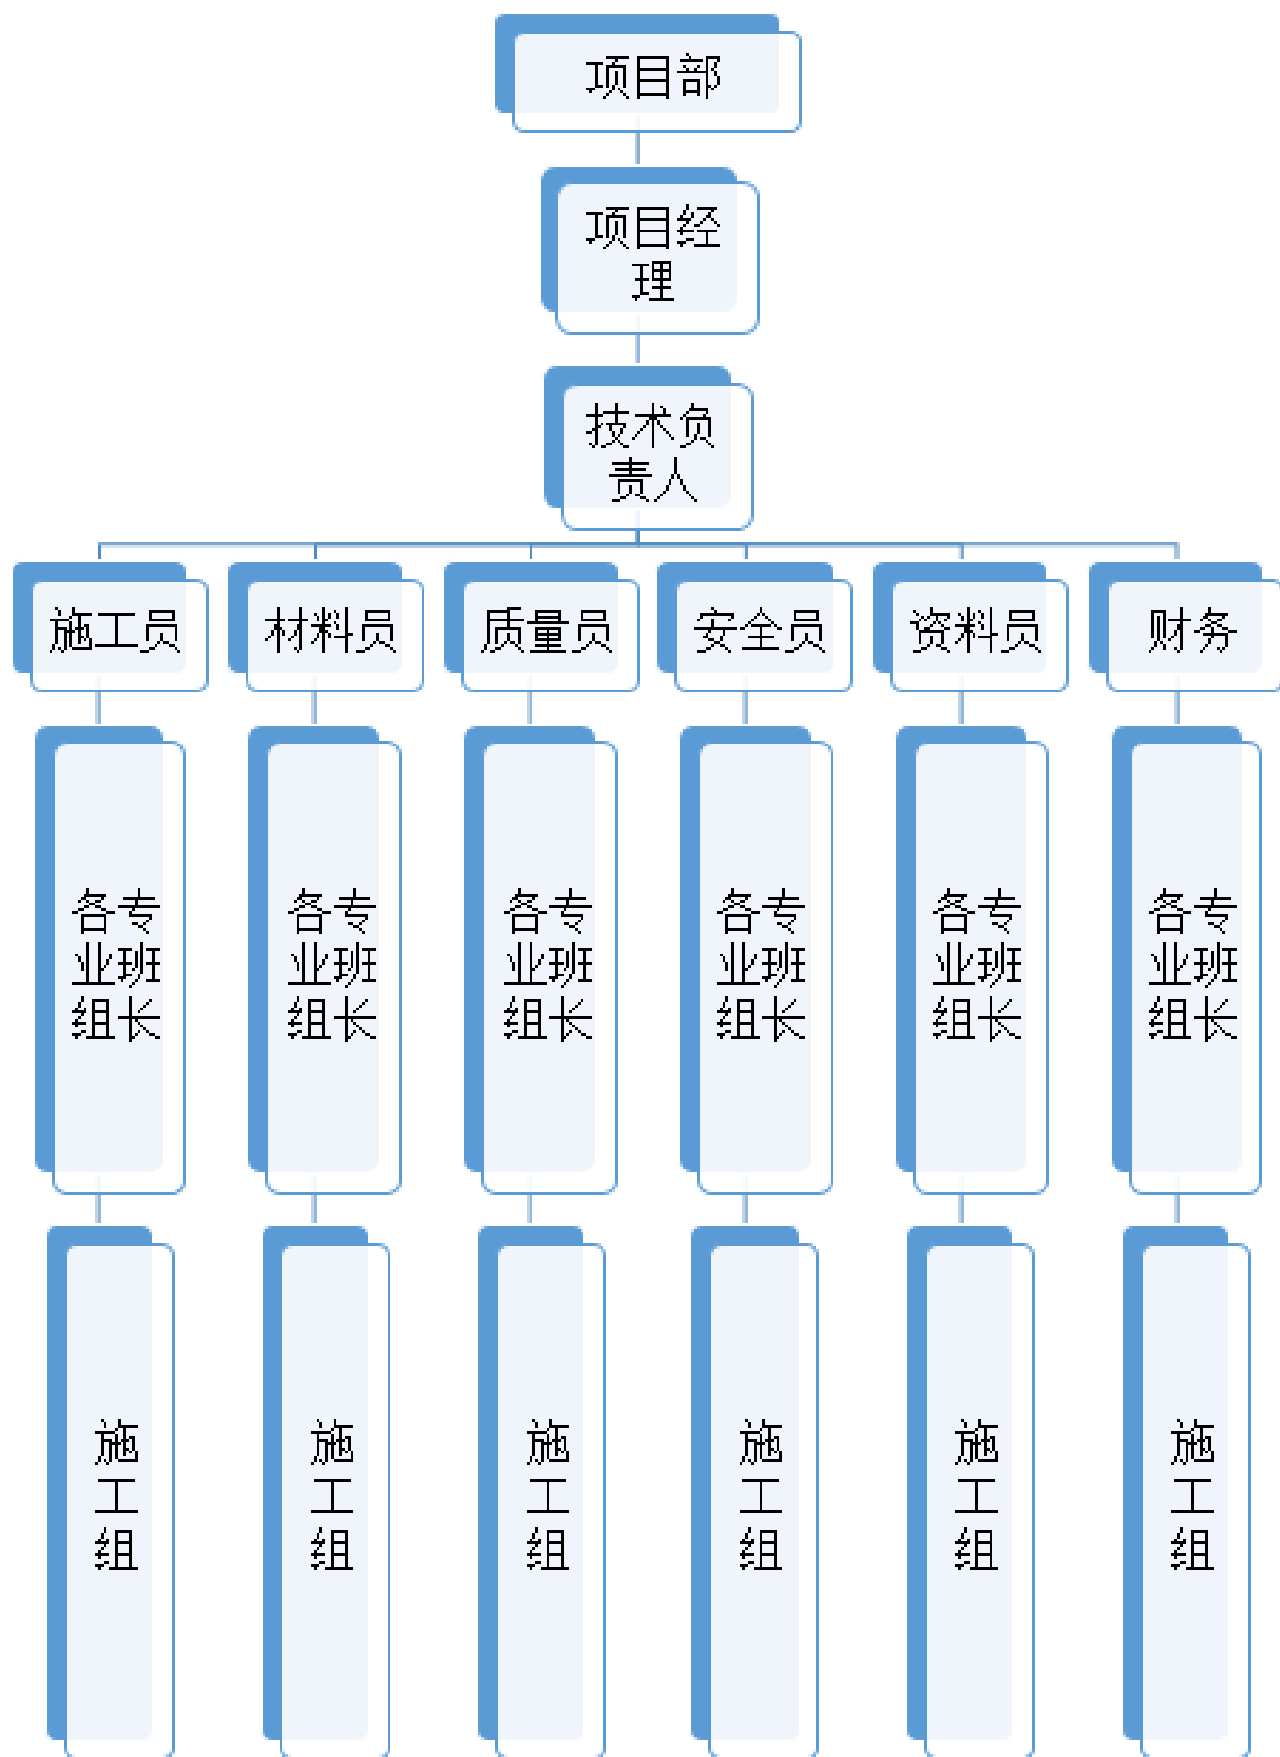 项目部
项目经
理
技术负
责人
施工员
材料员
质量员
安全员
资料员
财务
各专
业班
组长
各专
业班
组长
各专
业班
组长
各专
业班
组长
各专
业班
组长
各专
业班
组长
施
工
组
施
工
组
施
工
组
施
工
组
施
工
组
施
工
组